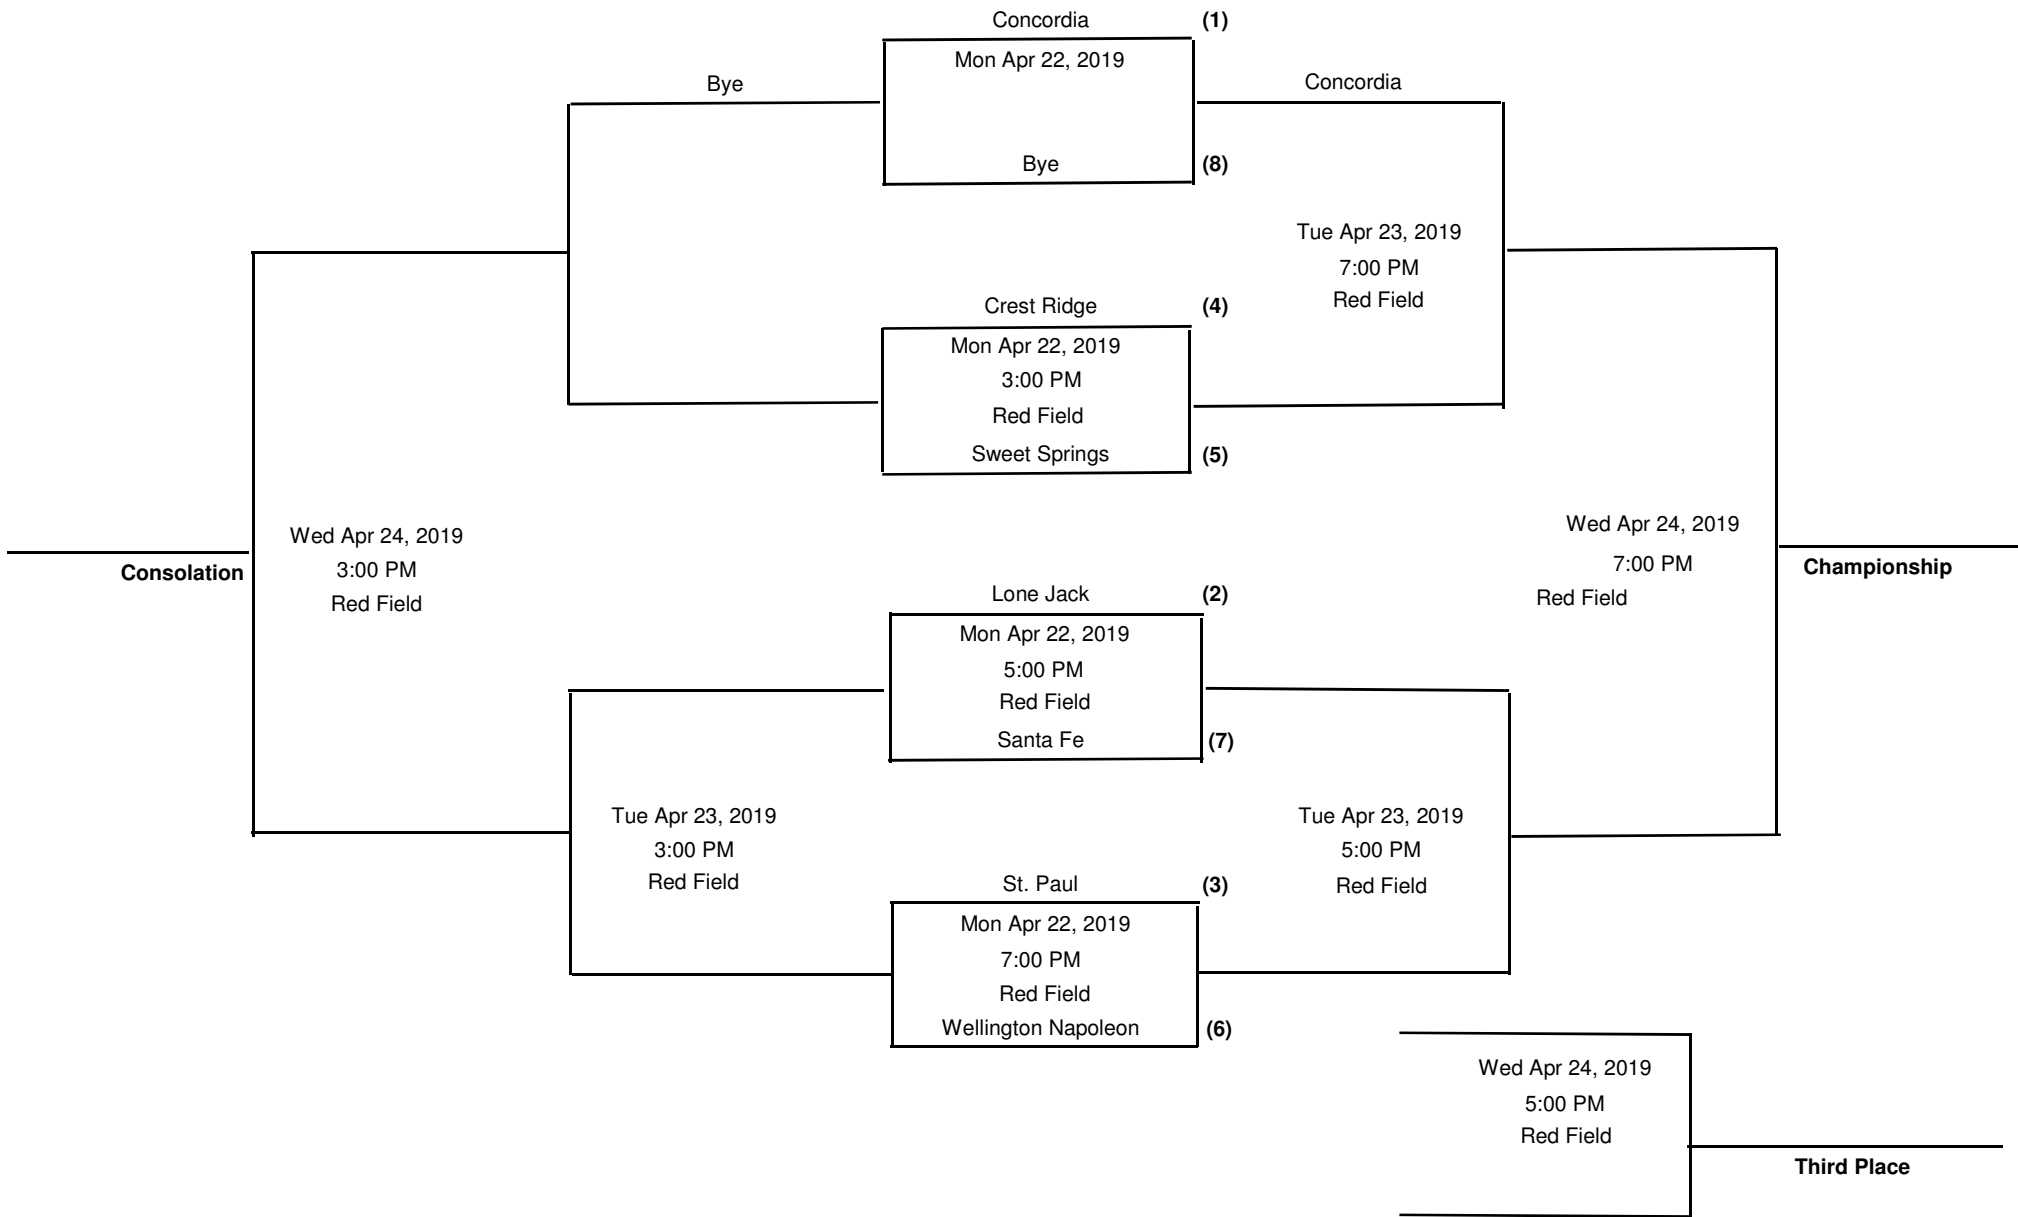 Concordia (1)
Mon Apr 22, 2019
Bye
Concordia
Bye (8)
Tue Apr 23, 2019
7:00 PM
Red Field
Crest Ridge (4)
Mon Apr 22, 2019
3:00 PM
Red Field
Sweet Springs (5)
Wed Apr 24, 2019
3:00 PM
Red Field
Consolation
Wed Apr 24, 2019
7:00 PM
Red Field
Championship
Lone Jack (2)
Mon Apr 22, 2019
5:00 PM
Red Field
Santa Fe (7)
Tue Apr 23, 2019
3:00 PM
Red Field
Tue Apr 23, 2019
5:00 PM
Red Field
St. Paul (3)
Mon Apr 22, 2019
7:00 PM
Red Field
Wellington Napoleon (6)
Wed Apr 24, 2019
5:00 PM
Red Field
Third Place